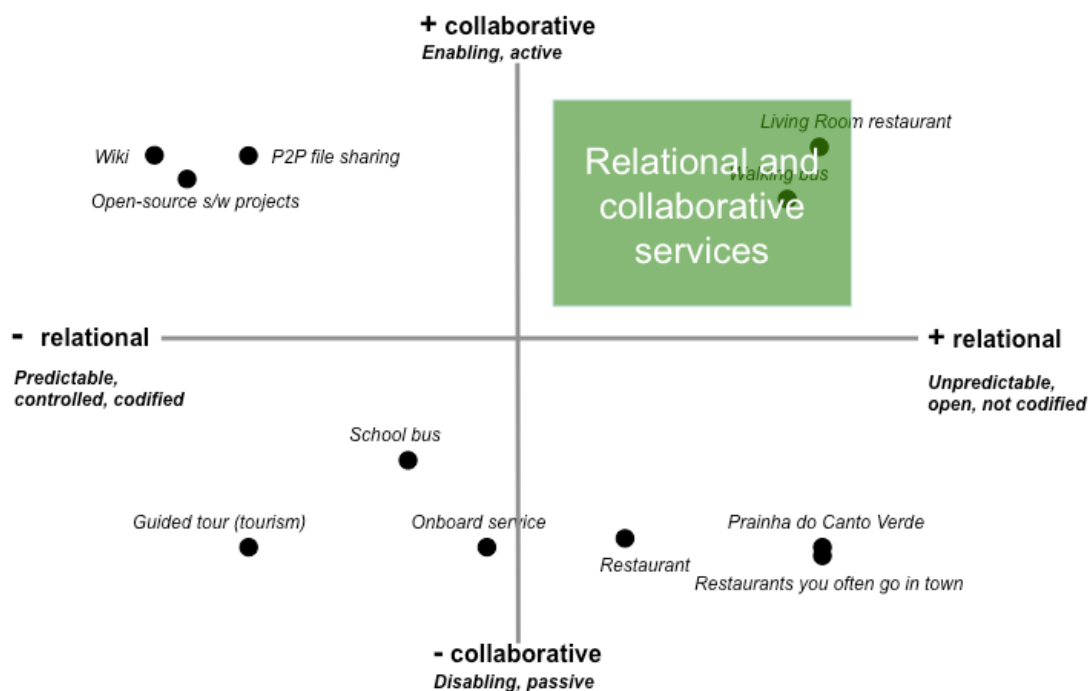 + collaborative
Enabling, active
Living Room restaurant
Wiki
P2P file sharing
Relational and
Walking bus
Open-source s/w projects
collaborative
services
- relational
+ relational
Predictable,
controlled, codified
Unpredictable,
open, not codified
School bus
Guided tour (tourism)
Onboard service
Prainha do Canto Verde
Restaurant
Restaurants you often go in town
- collaborative
Disabling, passive